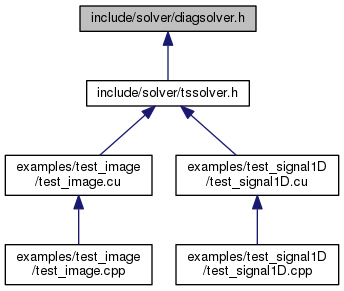 include/solver/diagsolver.h
include/solver/tssolver.h
examples/test_image
/test_image.cu
examples/test_signal1D
/test_signal1D.cu
examples/test_image
/test_image.cpp
examples/test_signal1D
/test_signal1D.cpp